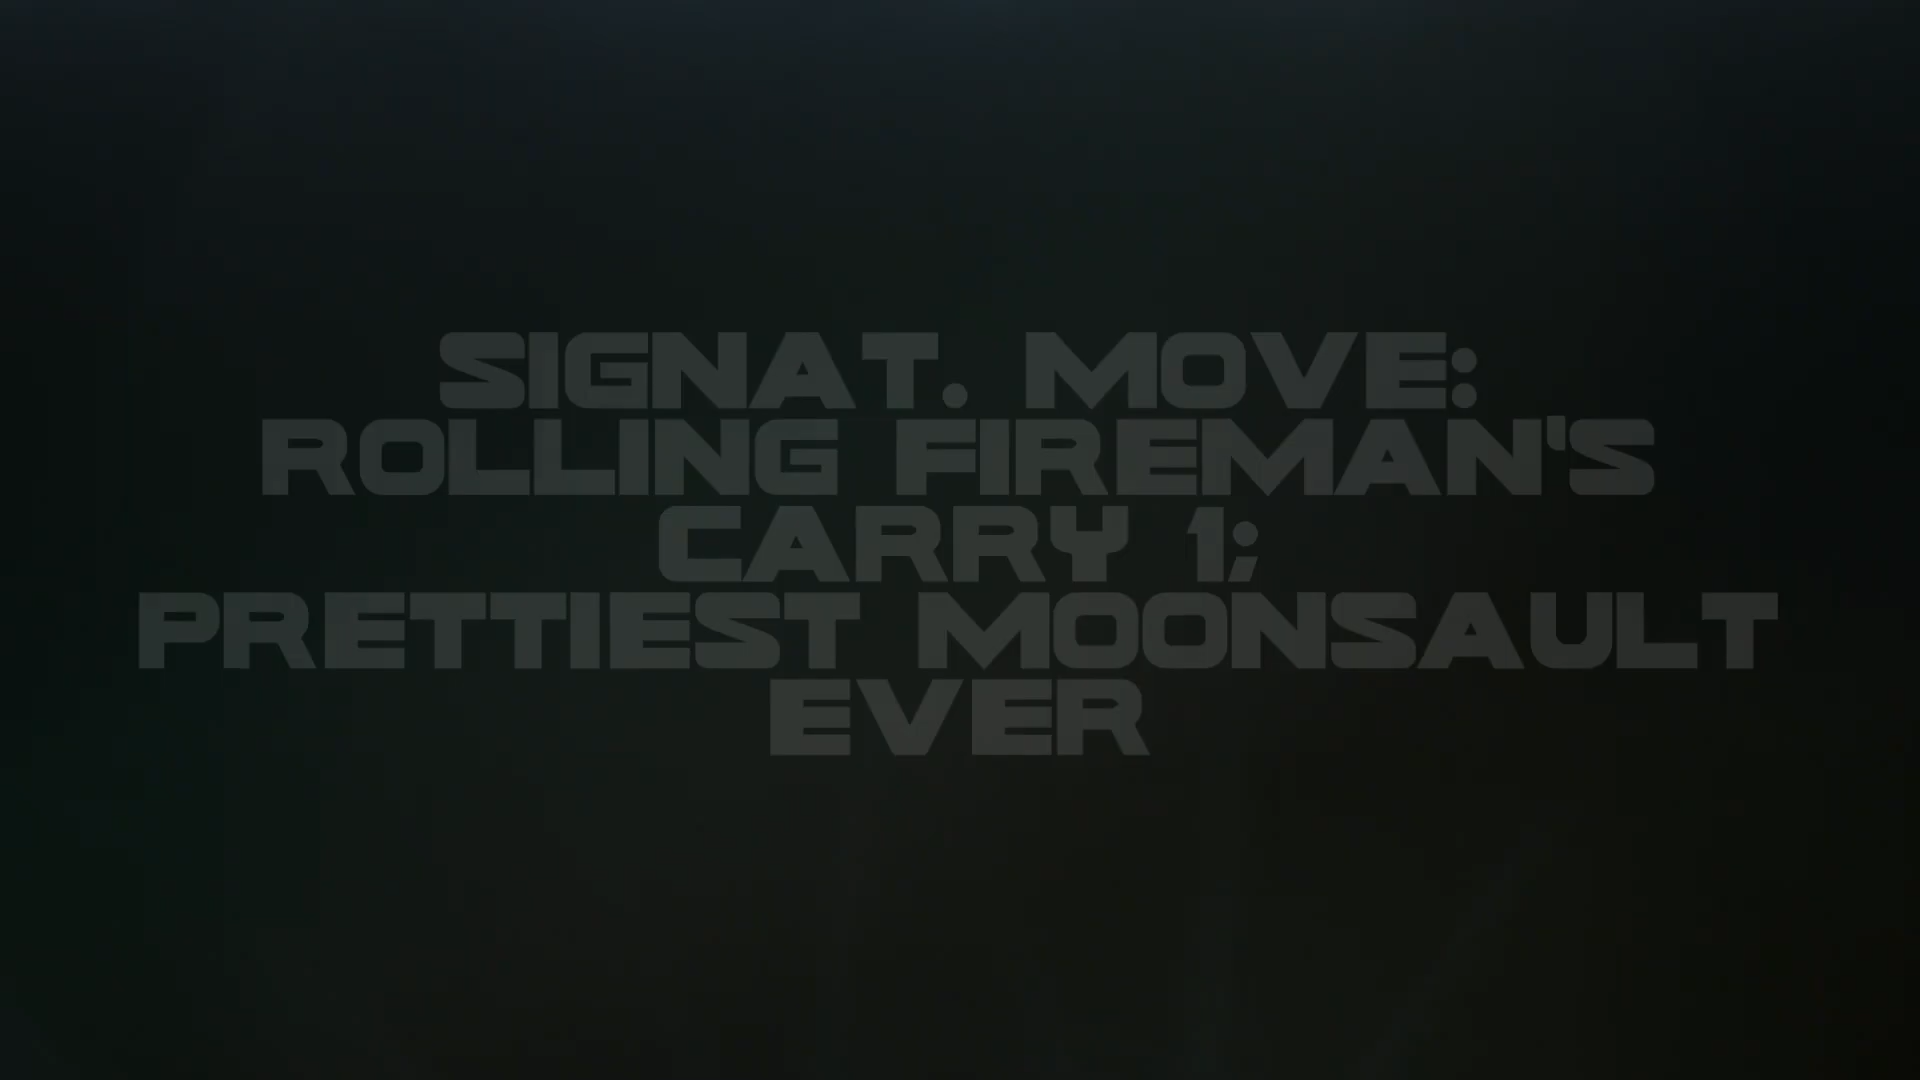 SIGNAT. MOVE:
ROLLING FIREMAN'S
CARRY 1;
PRETTIEST MOONSAULT
EVER